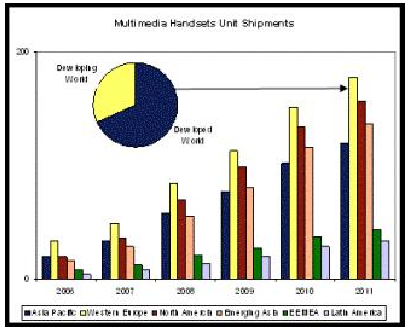 Multimedia Handsets Unit Shipments
200
Developing
World
Developed
World
0
2006 2007 2008 2009 2010 2011
Asia Pacific Western Europe North America Emerging Asia EEMEA Latin America